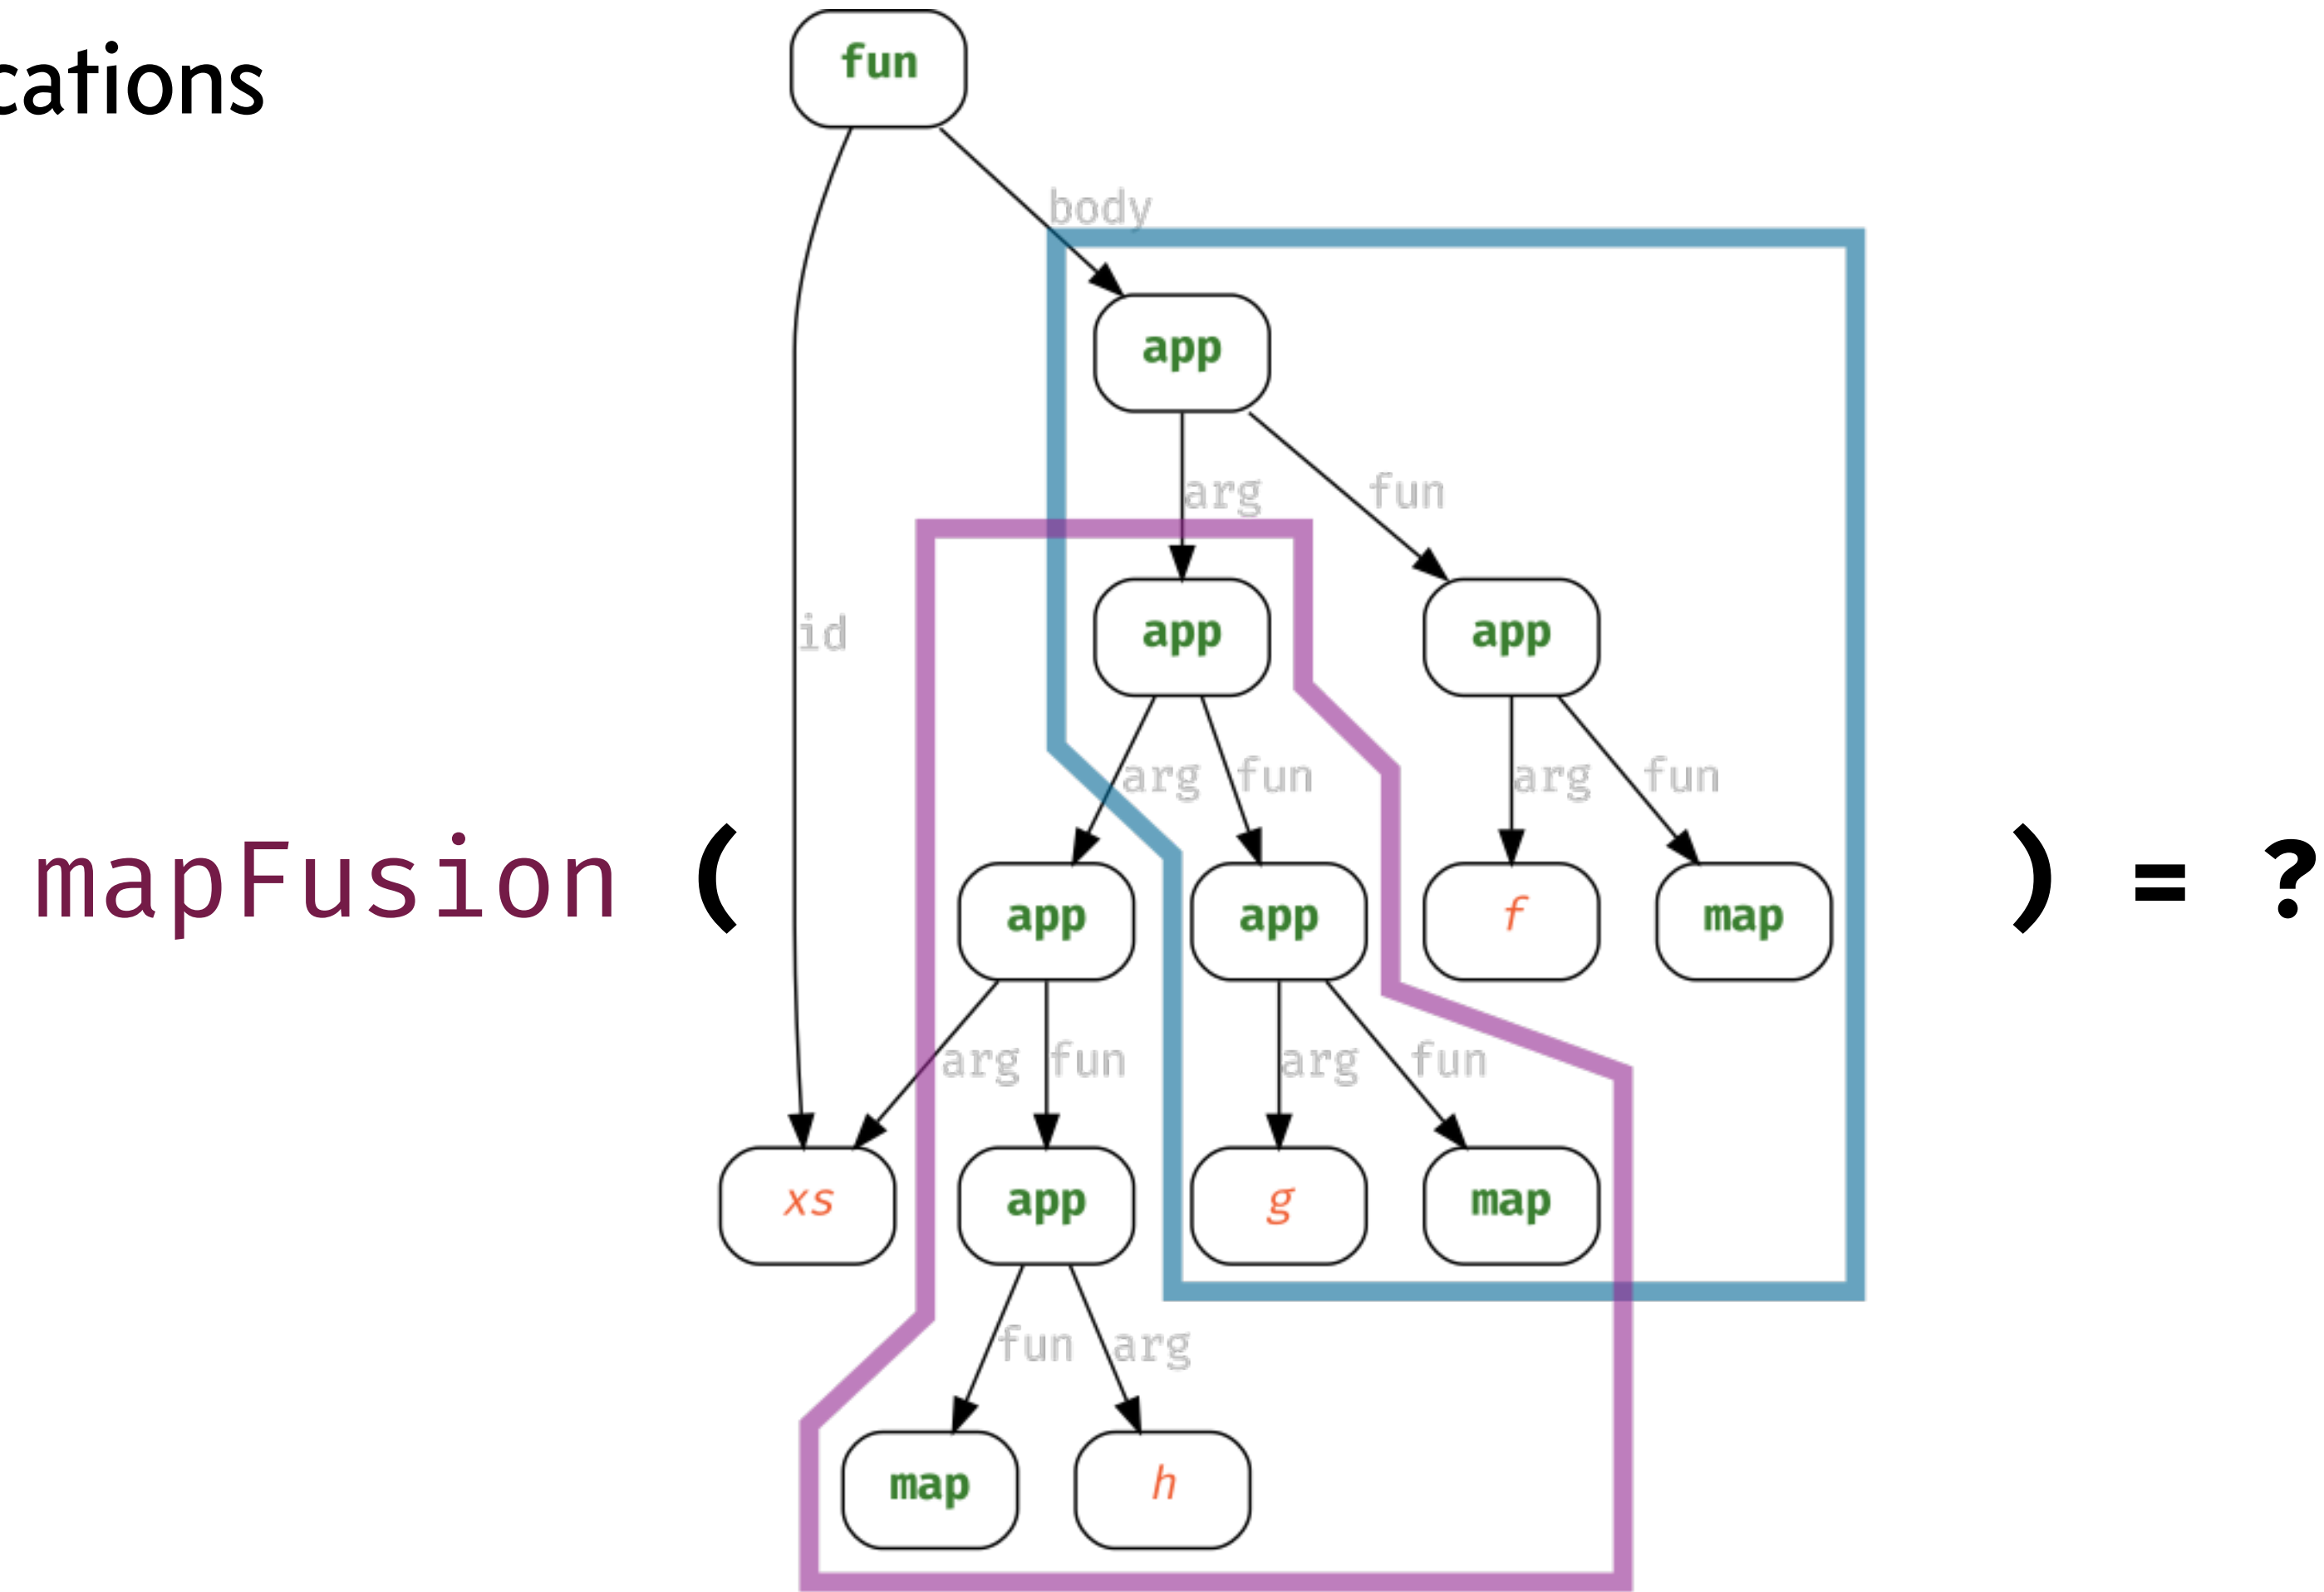 cations
fun
body
app
arg fun
id
app app
arg fun arg fun
mapFusion ( app app f map ) = ?
arg fun arg fun
xs app g map
fun arg
map h